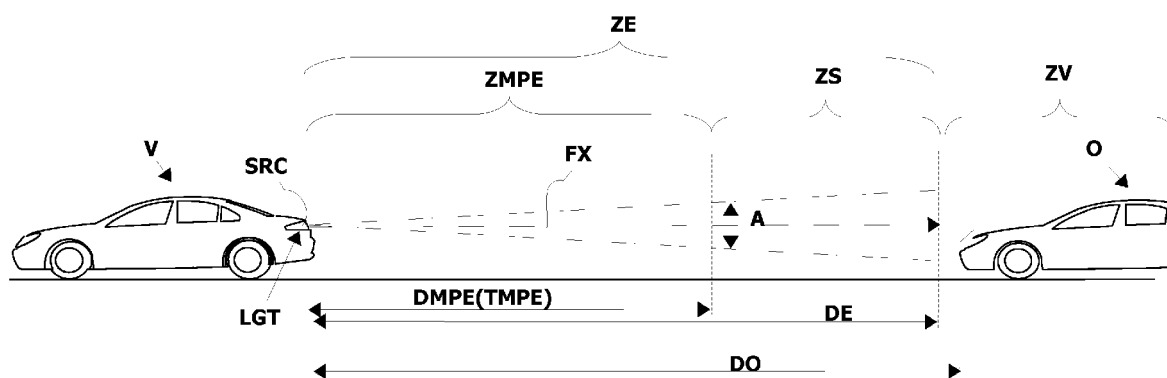 ZE
ZMPE
ZS
ZV
V
SRC
FX
O
A
LGT
DMPE(TMPE)
DE
DO